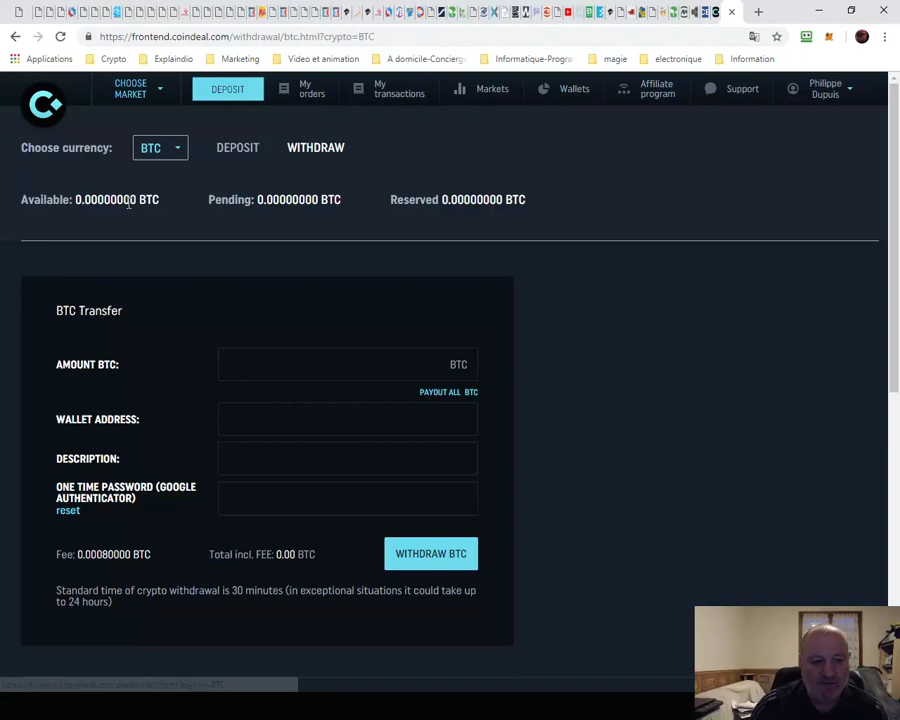 https://frontend.coindeal.com/withdrawal/btc.html?crypto=BTC
Applications Crypto Explaindio Marketing Video et animation A domicile-Concierg Informatique-Progra magie electronique Information
CHOOSE MARKET DEPOSIT My orders My transactions Markets Wallets Affiliate program Support Philippe Dupuis
Choose currency: BTC DEPOSIT WITHDRAW
Available: 0.00000000 BTC Pending: 0.00000000 BTC Reserved 0.00000000 BTC
BTC Transfer
AMOUNT BTC: BTC
PAYOUT ALL BTC
WALLET ADDRESS:
DESCRIPTION:
ONE TIME PASSWORD (GOOGLE
AUTHENTICATOR)
reset
Fee: 0.00080000 BTC Total incl. FEE: 0.00 BTC WITHDRAW BTC
Standard time of crypto withdrawal is 30 minutes (in exceptional situations it could take up
to 24 hours)